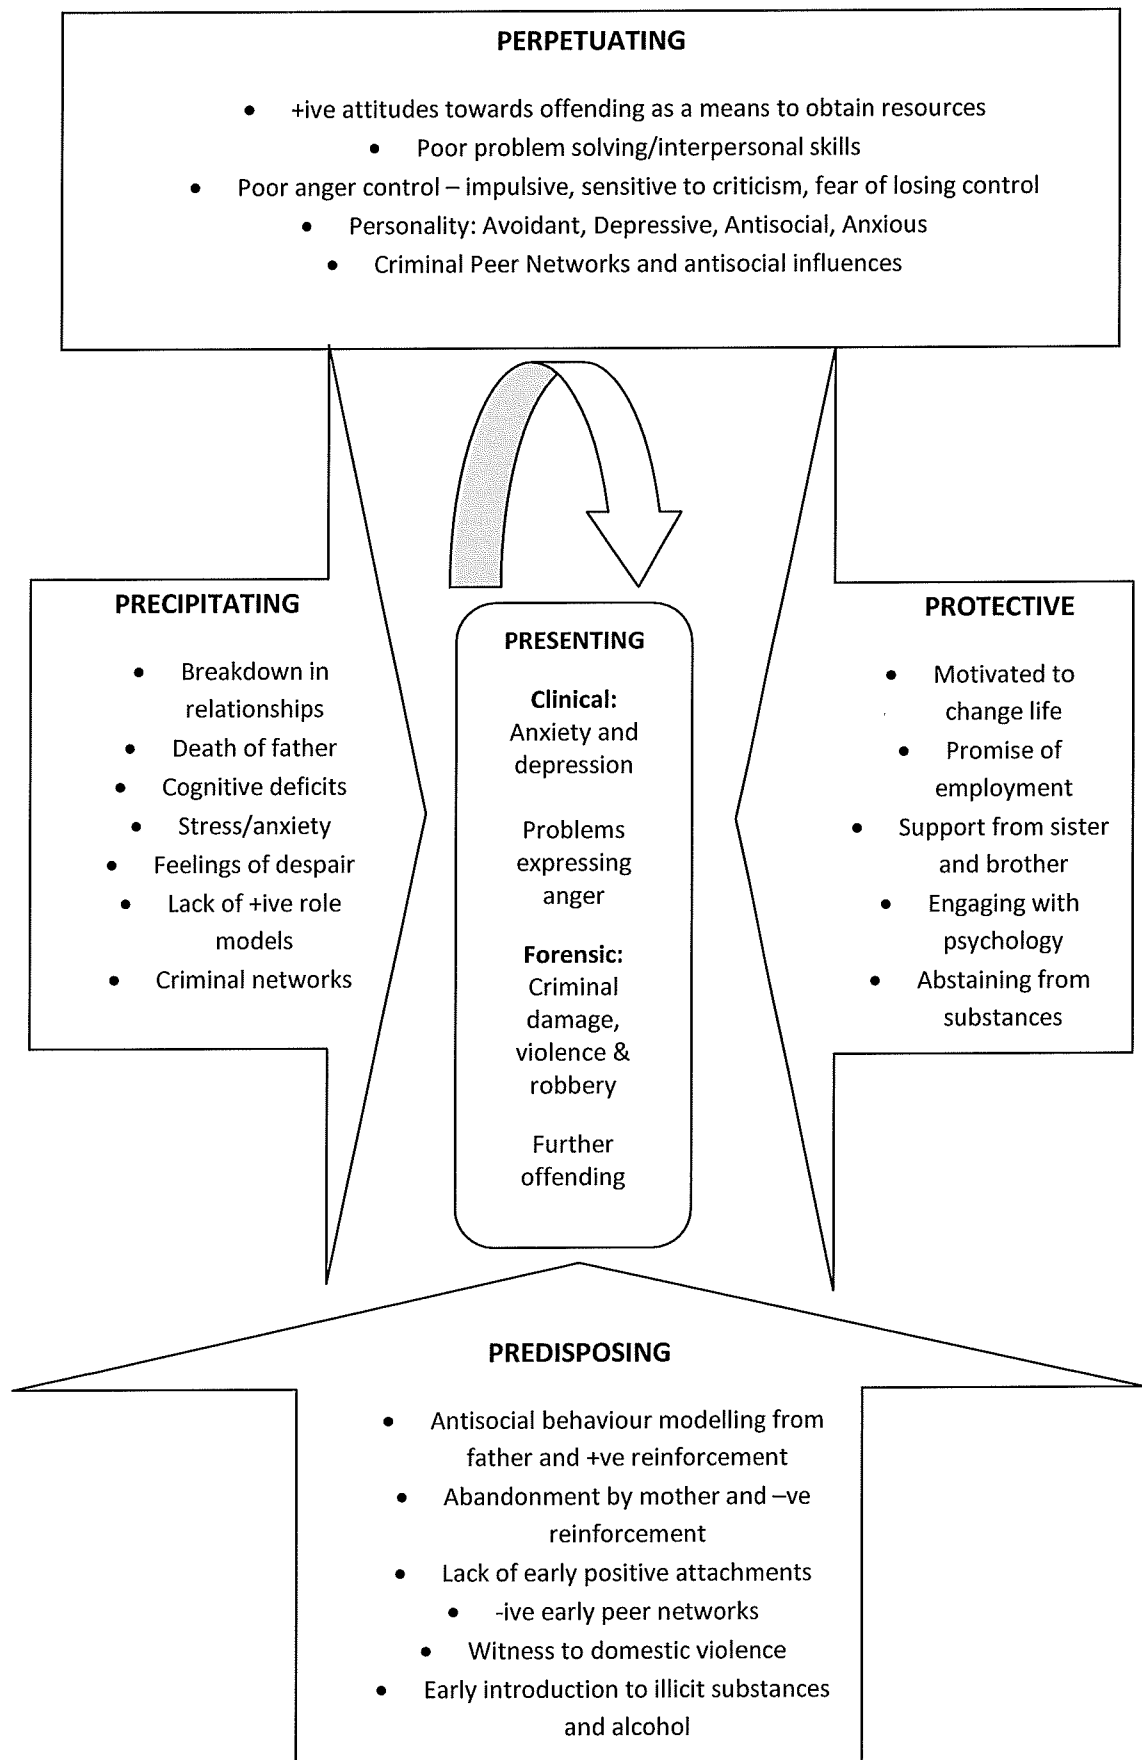 PERPETUATING
• +ive attitudes towards offending as a means to obtain resources
• Poor problem solving/interpersonal skills
• Poor anger control – impulsive, sensitive to criticism, fear of losing control
• Personality: Avoidant, Depressive, Antisocial, Anxious
• Criminal Peer Networks and antisocial influences
PRECIPITATING
• Breakdown in
relationships
• Death of father
• Cognitive deficits
• Stress/anxiety
• Feelings of despair
• Lack of +ive role
models
• Criminal networks
PRESENTING
Clinical:
Anxiety and
depression
Problems
expressing
anger
Forensic:
Criminal
damage,
violence &
robbery
Further
offending
PROTECTIVE
• Motivated to
change life
• Promise of
employment
• Support from sister
and brother
• Engaging with
psychology
• Abstaining from
substances
PREDISPOSING
• Antisocial behaviour modelling from
father and +ve reinforcement
• Abandonment by mother and –ve
reinforcement
• Lack of early positive attachments
• -ive early peer networks
• Witness to domestic violence
• Early introduction to illicit substances
and alcohol